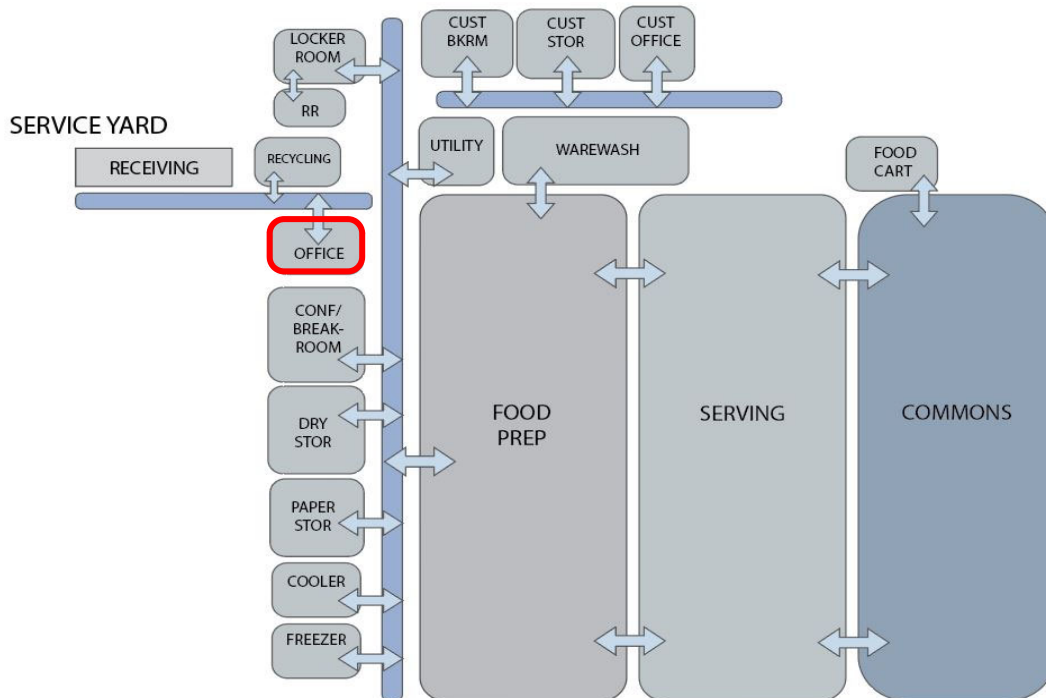 LOCKER
ROOM
RR
CUST
BKRM
CUST
STOR
CUST
OFFICE
SERVICE YARD
RECEIVING
RECYCLING
UTILITY
WAREWASH
FOOD
CART
OFFICE
CONF/
BREAK-
ROOM
DRY
STOR
PAPER
STOR
COOLER
FREEZER
FOOD
PREP
SERVING
COMMONS